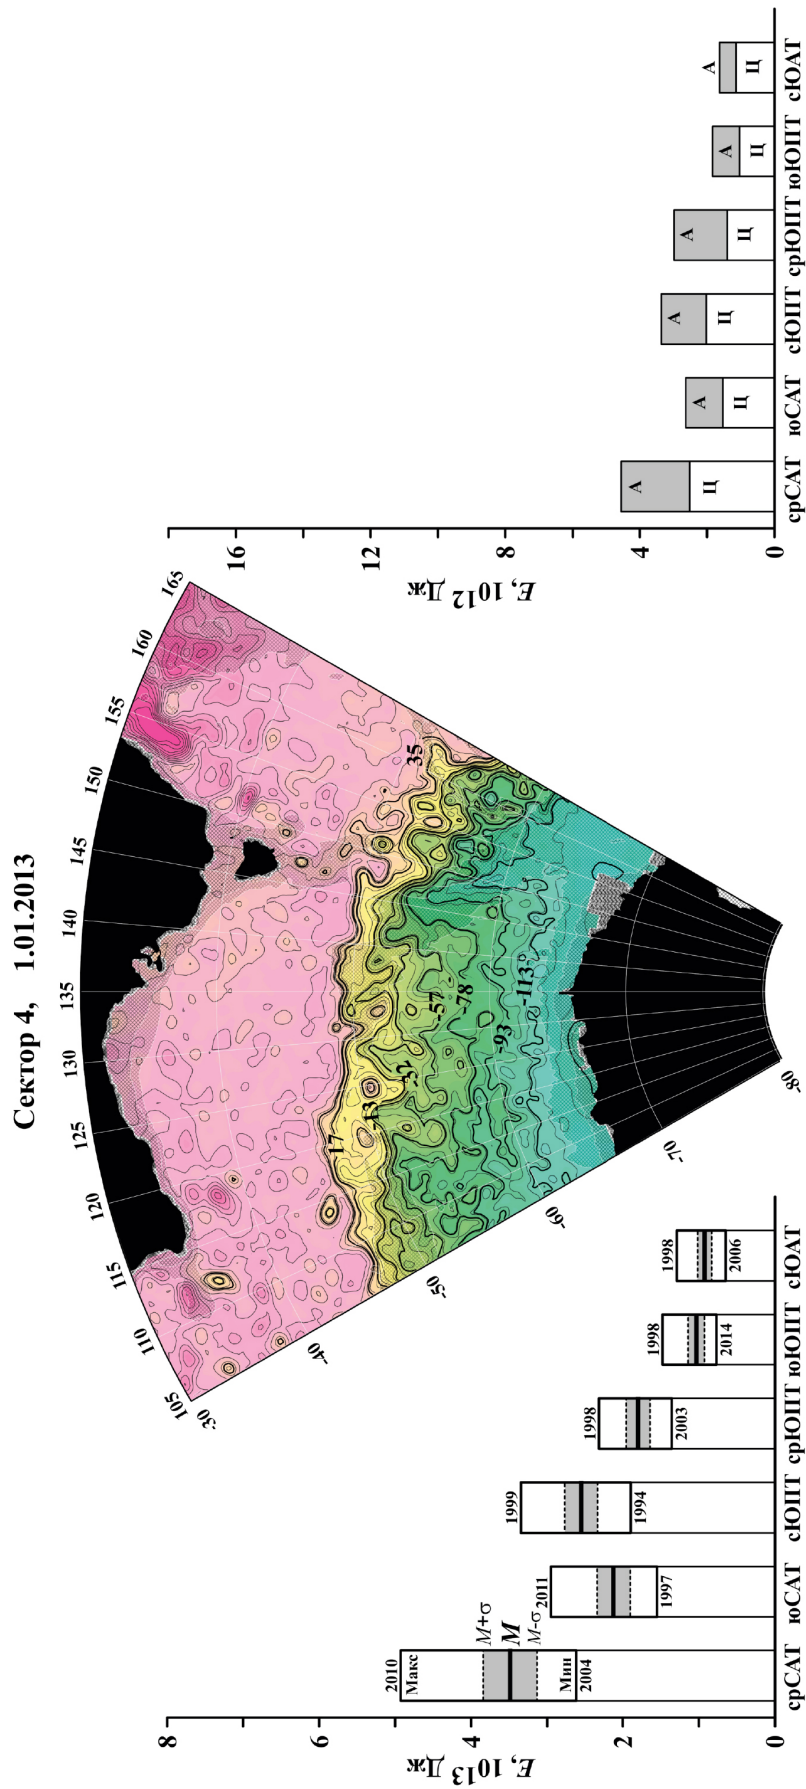 Сектор 4, 1.01.2013
E, 10¹³ Дж
8
6
4
2
0
2010
Макс
M+σ
M
M-σ
Мин
2004
2011
1997
1999
1994
1998
2003
1998
2014
1998
2006
срСАТ юСАТ сЮПТ срЮПТ юЮПТ сЮАТ
105 110 115 120 125 130 135 140 145 150 155 160 165
-30
-40
-50
-60
-70
-80
35
17
-13
-32
-57
-78
-93
-113
E, 10¹² Дж
16
12
8
4
0
А А А А А А
Ц Ц Ц Ц Ц Ц
срСАТ юСАТ сЮПТ срЮПТ юЮПТ сЮАТ